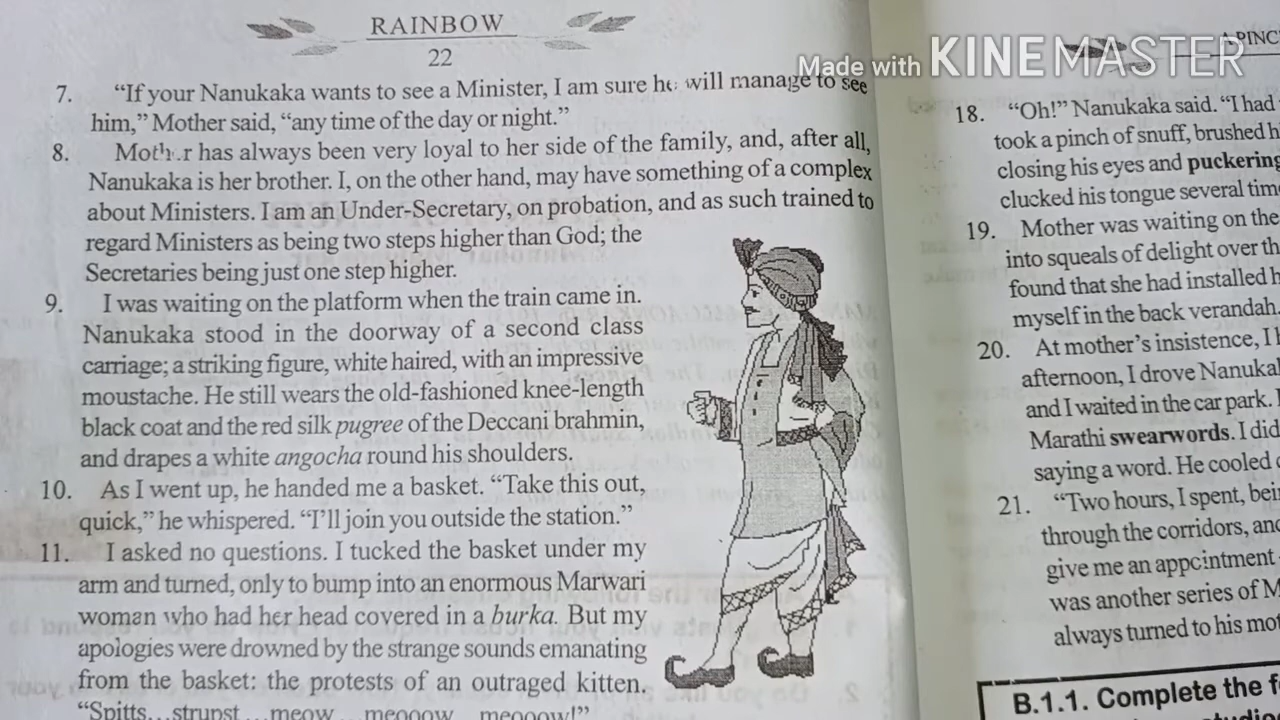 RAINBOW
22
7. “If your Nanukaka wants to see a Minister, I am sure he will manage to see
him,” Mother said, “any time of the day or night.”
8. Mother has always been very loyal to her side of the family, and, after all,
Nanukaka is her brother. I, on the other hand, may have something of a complex
about Ministers. I am an Under-Secretary, on probation, and as such trained to
regard Ministers as being two steps higher than God; the
Secretaries being just one step higher.
9. I was waiting on the platform when the train came in.
Nanukaka stood in the doorway of a second class
carriage; a striking figure, white haired, with an impressive
moustache. He still wears the old-fashioned knee-length
black coat and the red silk pugree of the Deccani brahmin,
and drapes a white angocha round his shoulders.
10. As I went up, he handed me a basket. “Take this out,
quick,” he whispered. “I’ll join you outside the station.”
11. I asked no questions. I tucked the basket under my
arm and turned, only to bump into an enormous Marwari
woman who had her head covered in a burka. But my
apologies were drowned by the strange sounds emanating
from the basket: the protests of an outraged kitten.
“Spitts...strupst...meow...meooow...meooow!”
Made with KINEMASTER
A PINC
18. “Oh!” Nanukaka said. “I had
took a pinch of snuff, brushed h
closing his eyes and puckering
clucked his tongue several tim
19. Mother was waiting on the
into squeals of delight over th
found that she had installed h
myself in the back verandah.
20. At mother’s insistence, I
afternoon, I drove Nanuka
and I waited in the car park.
Marathi swearwords. I did
saying a word. He cooled
21. “Two hours, I spent, bei
through the corridors, and
give me an appointment
was another series of M
always turned to his mot
B.1.1. Complete the f